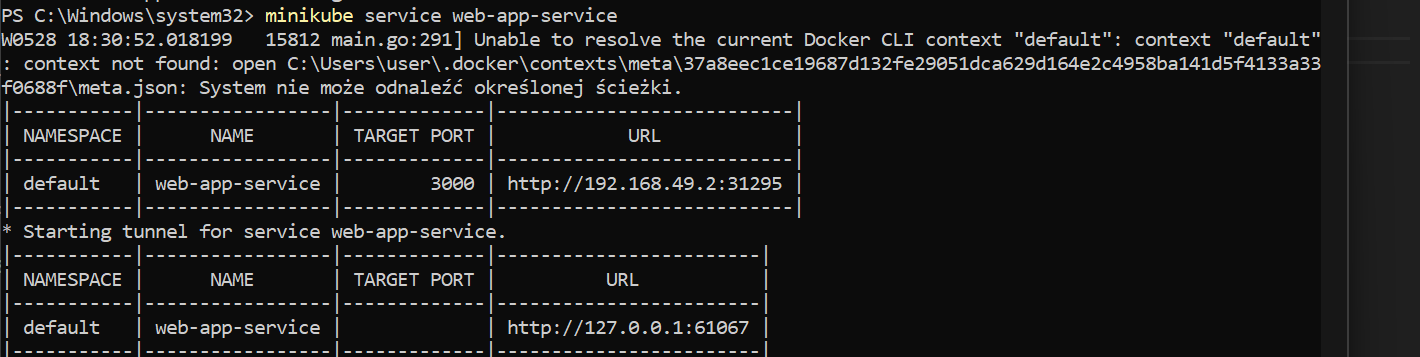 PS C:\Windows\system32> minikube service web-app-service
W0528 18:30:52.018199   15812 main.go:291] Unable to resolve the current Docker CLI context "default": context "default"
: context not found: open C:\Users\user\.docker\contexts\meta\37a8eec1ce19687d132fe29051dca629d164e2c4958ba141d5f4133a33
f0688f\meta.json: System nie może odnaleźć określonej ścieżki.
|-----------|-----------------|-------------|---------------------------|
| NAMESPACE |      NAME       | TARGET PORT |            URL            |
|-----------|-----------------|-------------|---------------------------|
| default   | web-app-service |        3000 | http://192.168.49.2:31295 |
|-----------|-----------------|-------------|---------------------------|
* Starting tunnel for service web-app-service.
|-----------|-----------------|-------------|------------------------|
| NAMESPACE |      NAME       | TARGET PORT |          URL           |
|-----------|-----------------|-------------|------------------------|
| default   | web-app-service |             | http://127.0.0.1:61067 |
|-----------|-----------------|-------------|------------------------|